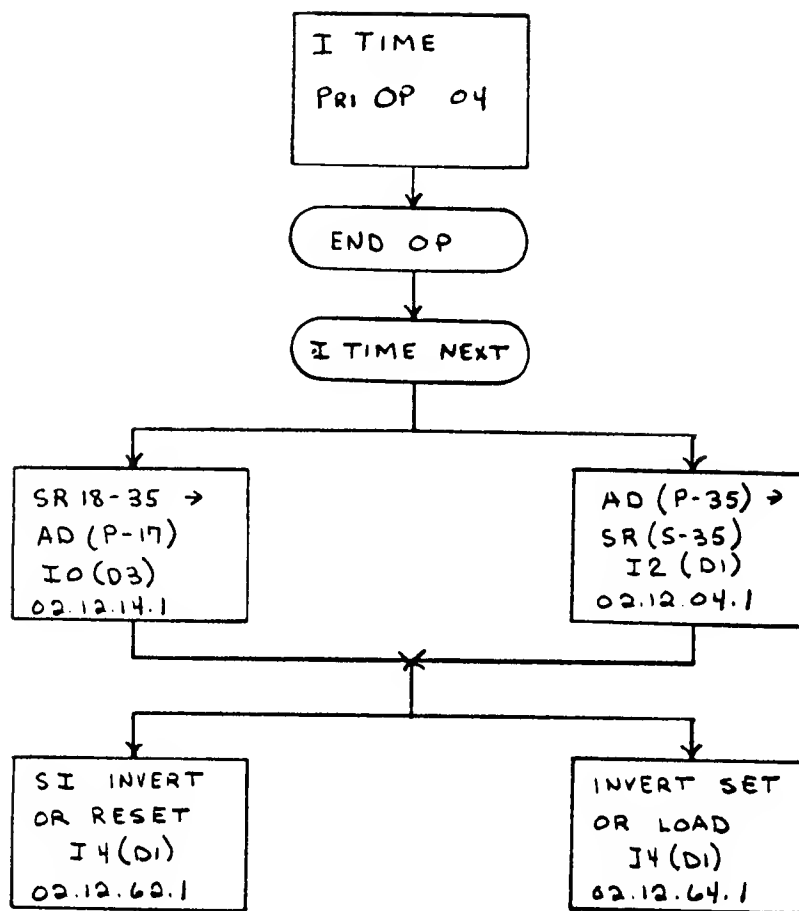 I TIME
PRI OP 04
END OP
I TIME NEXT
SR 18-35 →
AD (P-17)
I0 (D3)
02.12.14.1
AD (P-35) →
SR (S-35)
I2 (D1)
02.12.04.1
SI INVERT
OR RESET
I4 (D1)
02.12.62.1
INVERT SET
OR LOAD
I4 (D1)
02.12.64.1